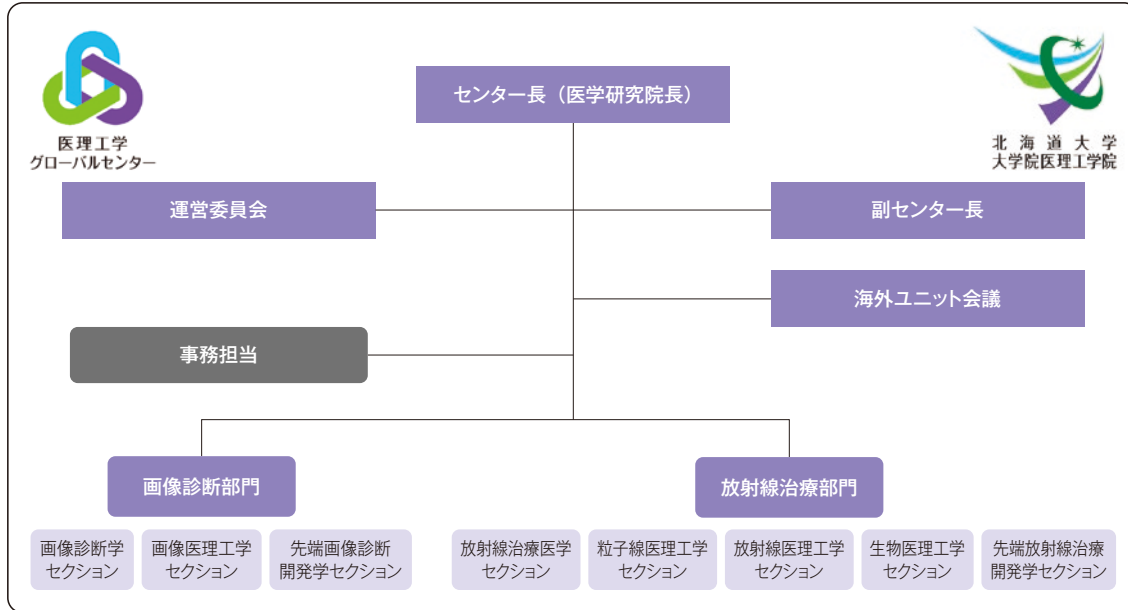 医理工学
グローバルセンター
センター長（医学研究院長）
北海道大学
大学院医理工学院
運営委員会
副センター長
海外ユニット会議
事務担当
画像診断部門
放射線治療部門
画像診断学
セクション
画像医理工学
セクション
先端画像診断
開発学セクション
放射線治療医学
セクション
粒子線医理工学
セクション
放射線医理工学
セクション
生物医理工学
セクション
先端放射線治療
開発学セクション